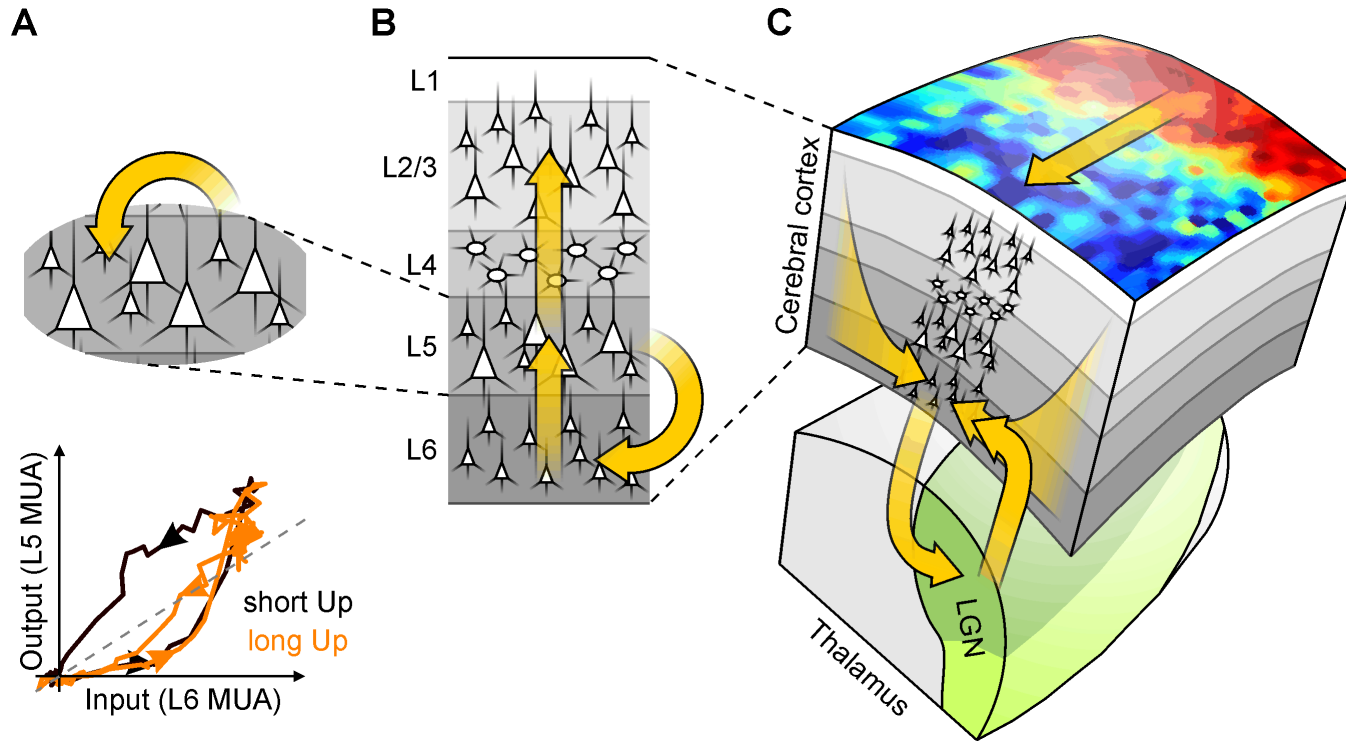 A
B
C
L1
L2/3
L4
L5
L6
Output (L5 MUA)
Input (L6 MUA)
short Up
long Up
Cerebral cortex
LGN
Thalamus